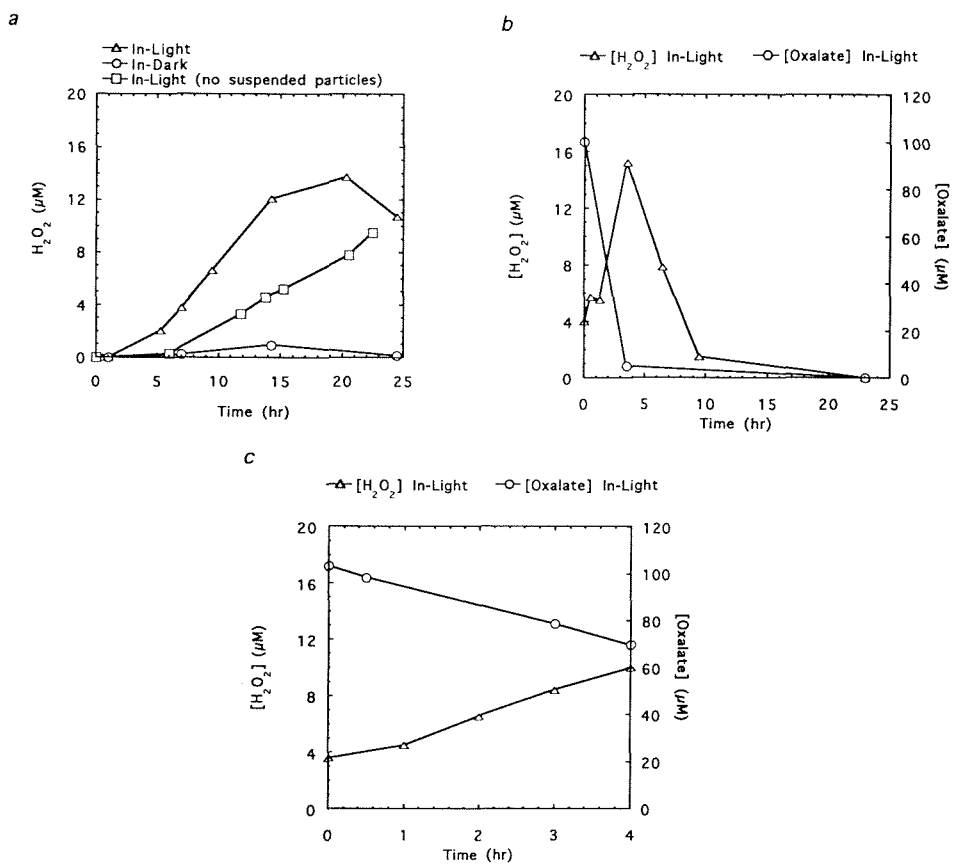 a
In-Light
In-Dark
In-Light (no suspended particles)
20
16
12
8
4
0
H₂O₂ (µM)
0 5 10 15 20 25
Time (hr)
b
[H₂O₂] In-Light [Oxalate] In-Light
20
16
12
8
4
0
[H₂O₂] (µM)
120
100
80
60
40
20
0
[Oxalate] (µM)
0 5 10 15 20 25
Time (hr)
c
[H₂O₂] In-Light [Oxalate] In-Light
20
16
12
8
4
0
[H₂O₂] (µM)
120
100
80
60
40
20
0
[Oxalate] (µM)
0 1 2 3 4
Time (hr)